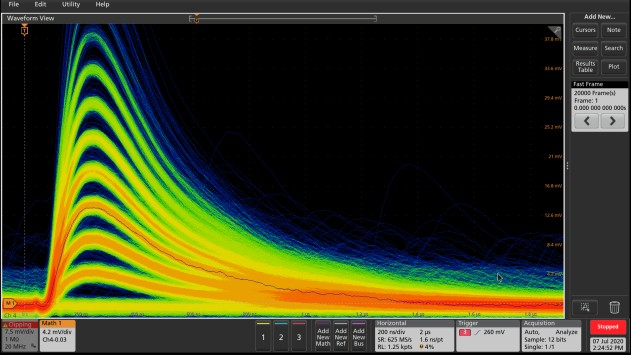 File Edit Utility Help
Waveform View
Add New...
Cursors Note
Measure Search
Results
Table
Plot
Fast Frame
20000 Frame(s)
Frame: 1
0.000 000 000 000s
37.8 mV
33.6 mV
29.4 mV
25.2 mV
21 mV
16.8 mV
12.6 mV
8.4 mV
M 1
Ch 4
Clipping
7.5 mV/div
1 MΩ
20 MHz
Math 1
4.2 mV/div
Ch4-0.03
1 2 3
Add
New
Math
Add
New
Ref
Add
New
Bus
Horizontal
200 ns/div 2 µs
SR: 625 MS/s 1.6 ns/pt
RL: 1.25 kpts 4%
Trigger
3 260 mV
Acquisition
Auto, Analyze
Sample: 12 bits
Single: 1/1
Stopped
07 Jul 2020
2:24:52 PM